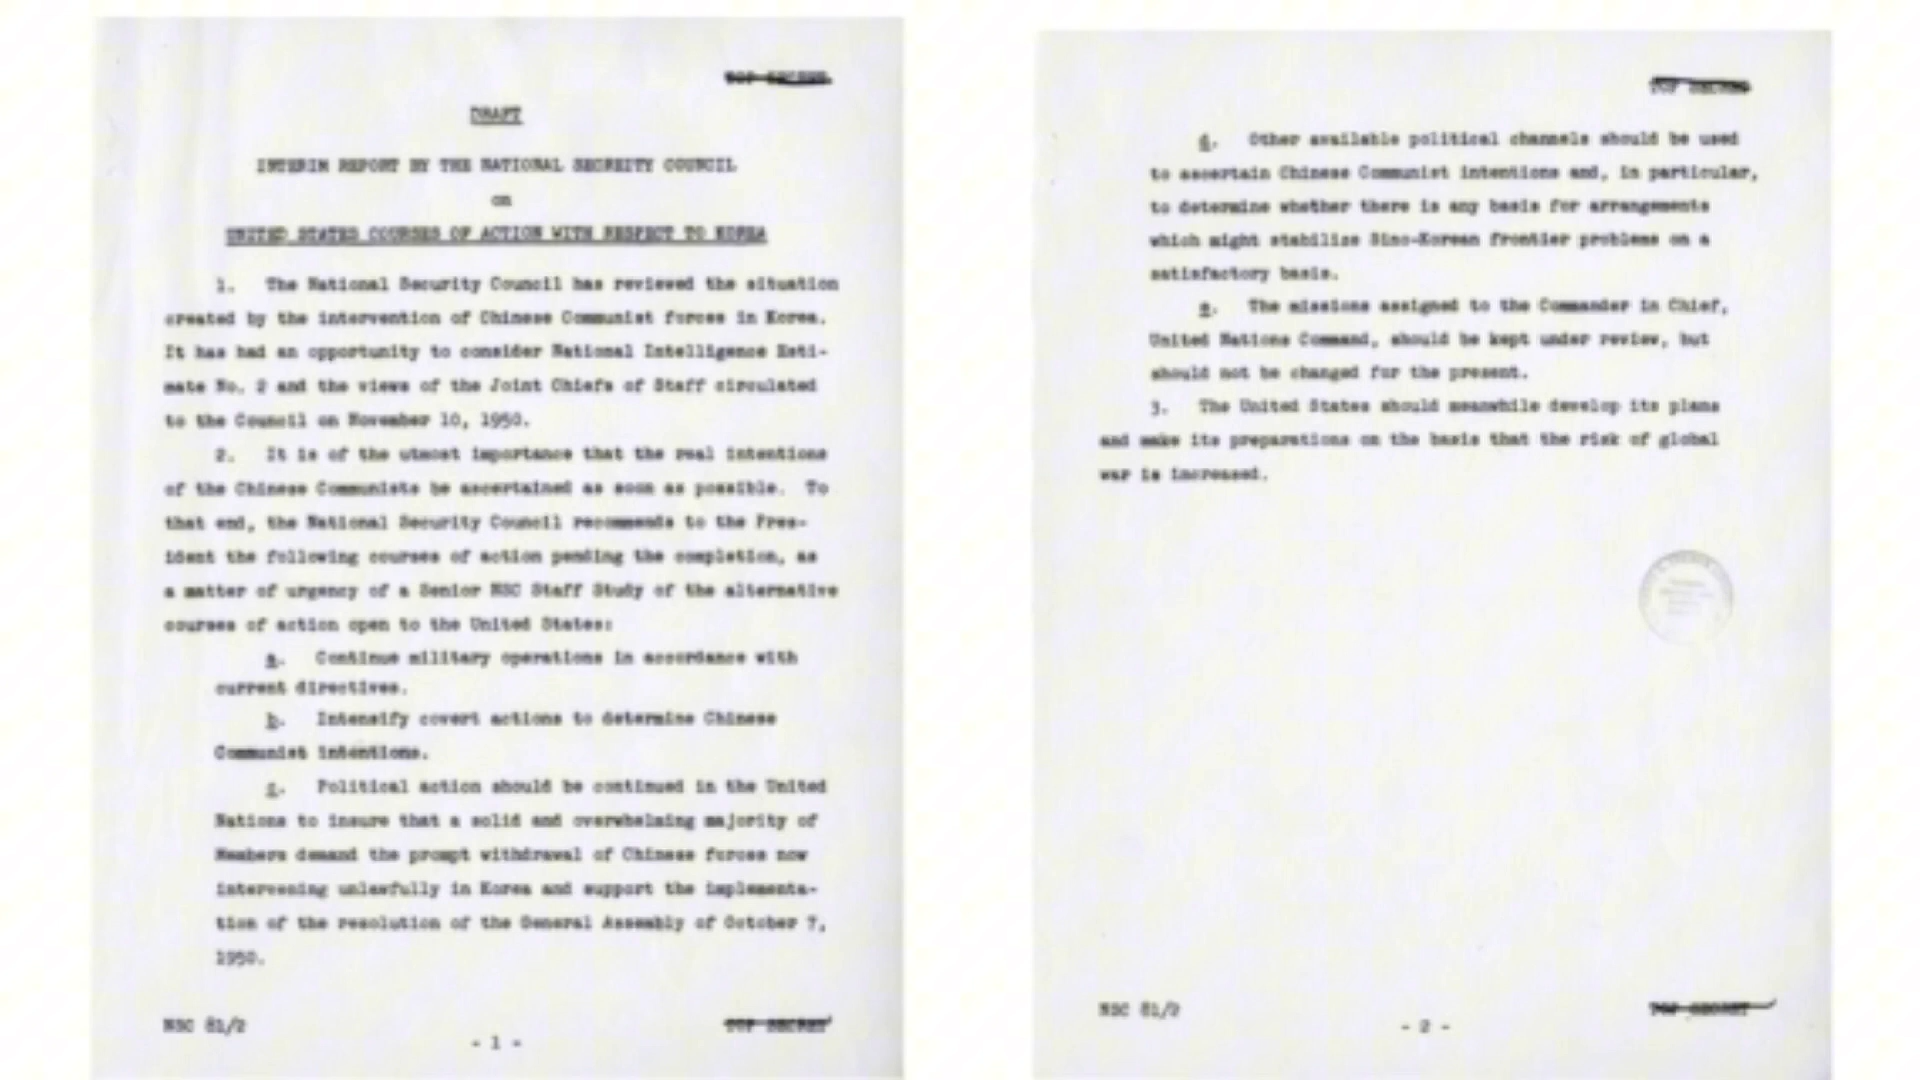 TOP SECRET
DRAFT
INTERIM REPORT BY THE NATIONAL SECREITY COUNCIL
on
UNITED STATES COURSES OF ACTION WITH RESPECT TO KOREA
1. The National Security Council has reviewed the situation
created by the intervention of Chinese Communist forces in Korea.
It has had an opportunity to consider National Intelligence Esti-
mate No. 2 and the views of the Joint Chiefs of Staff circulated
to the Council on November 10, 1950.
2. It is of the utmost importance that the real intentions
of the Chinese Communists be ascertained as soon as possible. To
that end, the National Security Council recommends to the Pres-
ident the following courses of action pending the completion, as
a matter of urgency of a Senior NSC Staff Study of the alternative
courses of action open to the United States:
a. Continue military operations in accordance with
current directives.
b. Intensify covert actions to determine Chinese
Communist intentions.
c. Political action should be continued in the United
Nations to insure that a solid and overwhelming majority of
Members demand the prompt withdrawal of Chinese forces now
intervening unlawfully in Korea and support the implementa-
tion of the resolution of the General Assembly of October 7,
1950.
NSC 81/2
TOP SECRET
- 1 -
TOP SECRET
d. Other available political channels should be used
to ascertain Chinese Communist intentions and, in particular,
to determine whether there is any basis for arrangements
which might stabilize Sino-Korean frontier problems on a
satisfactory basis.
e. The missions assigned to the Commander in Chief,
United Nations Command, should be kept under review, but
should not be changed for the present.
3. The United States should meanwhile develop its plans
and make its preparations on the basis that the risk of global
war is increased.
NSC 81/2
TOP SECRET
- 2 -